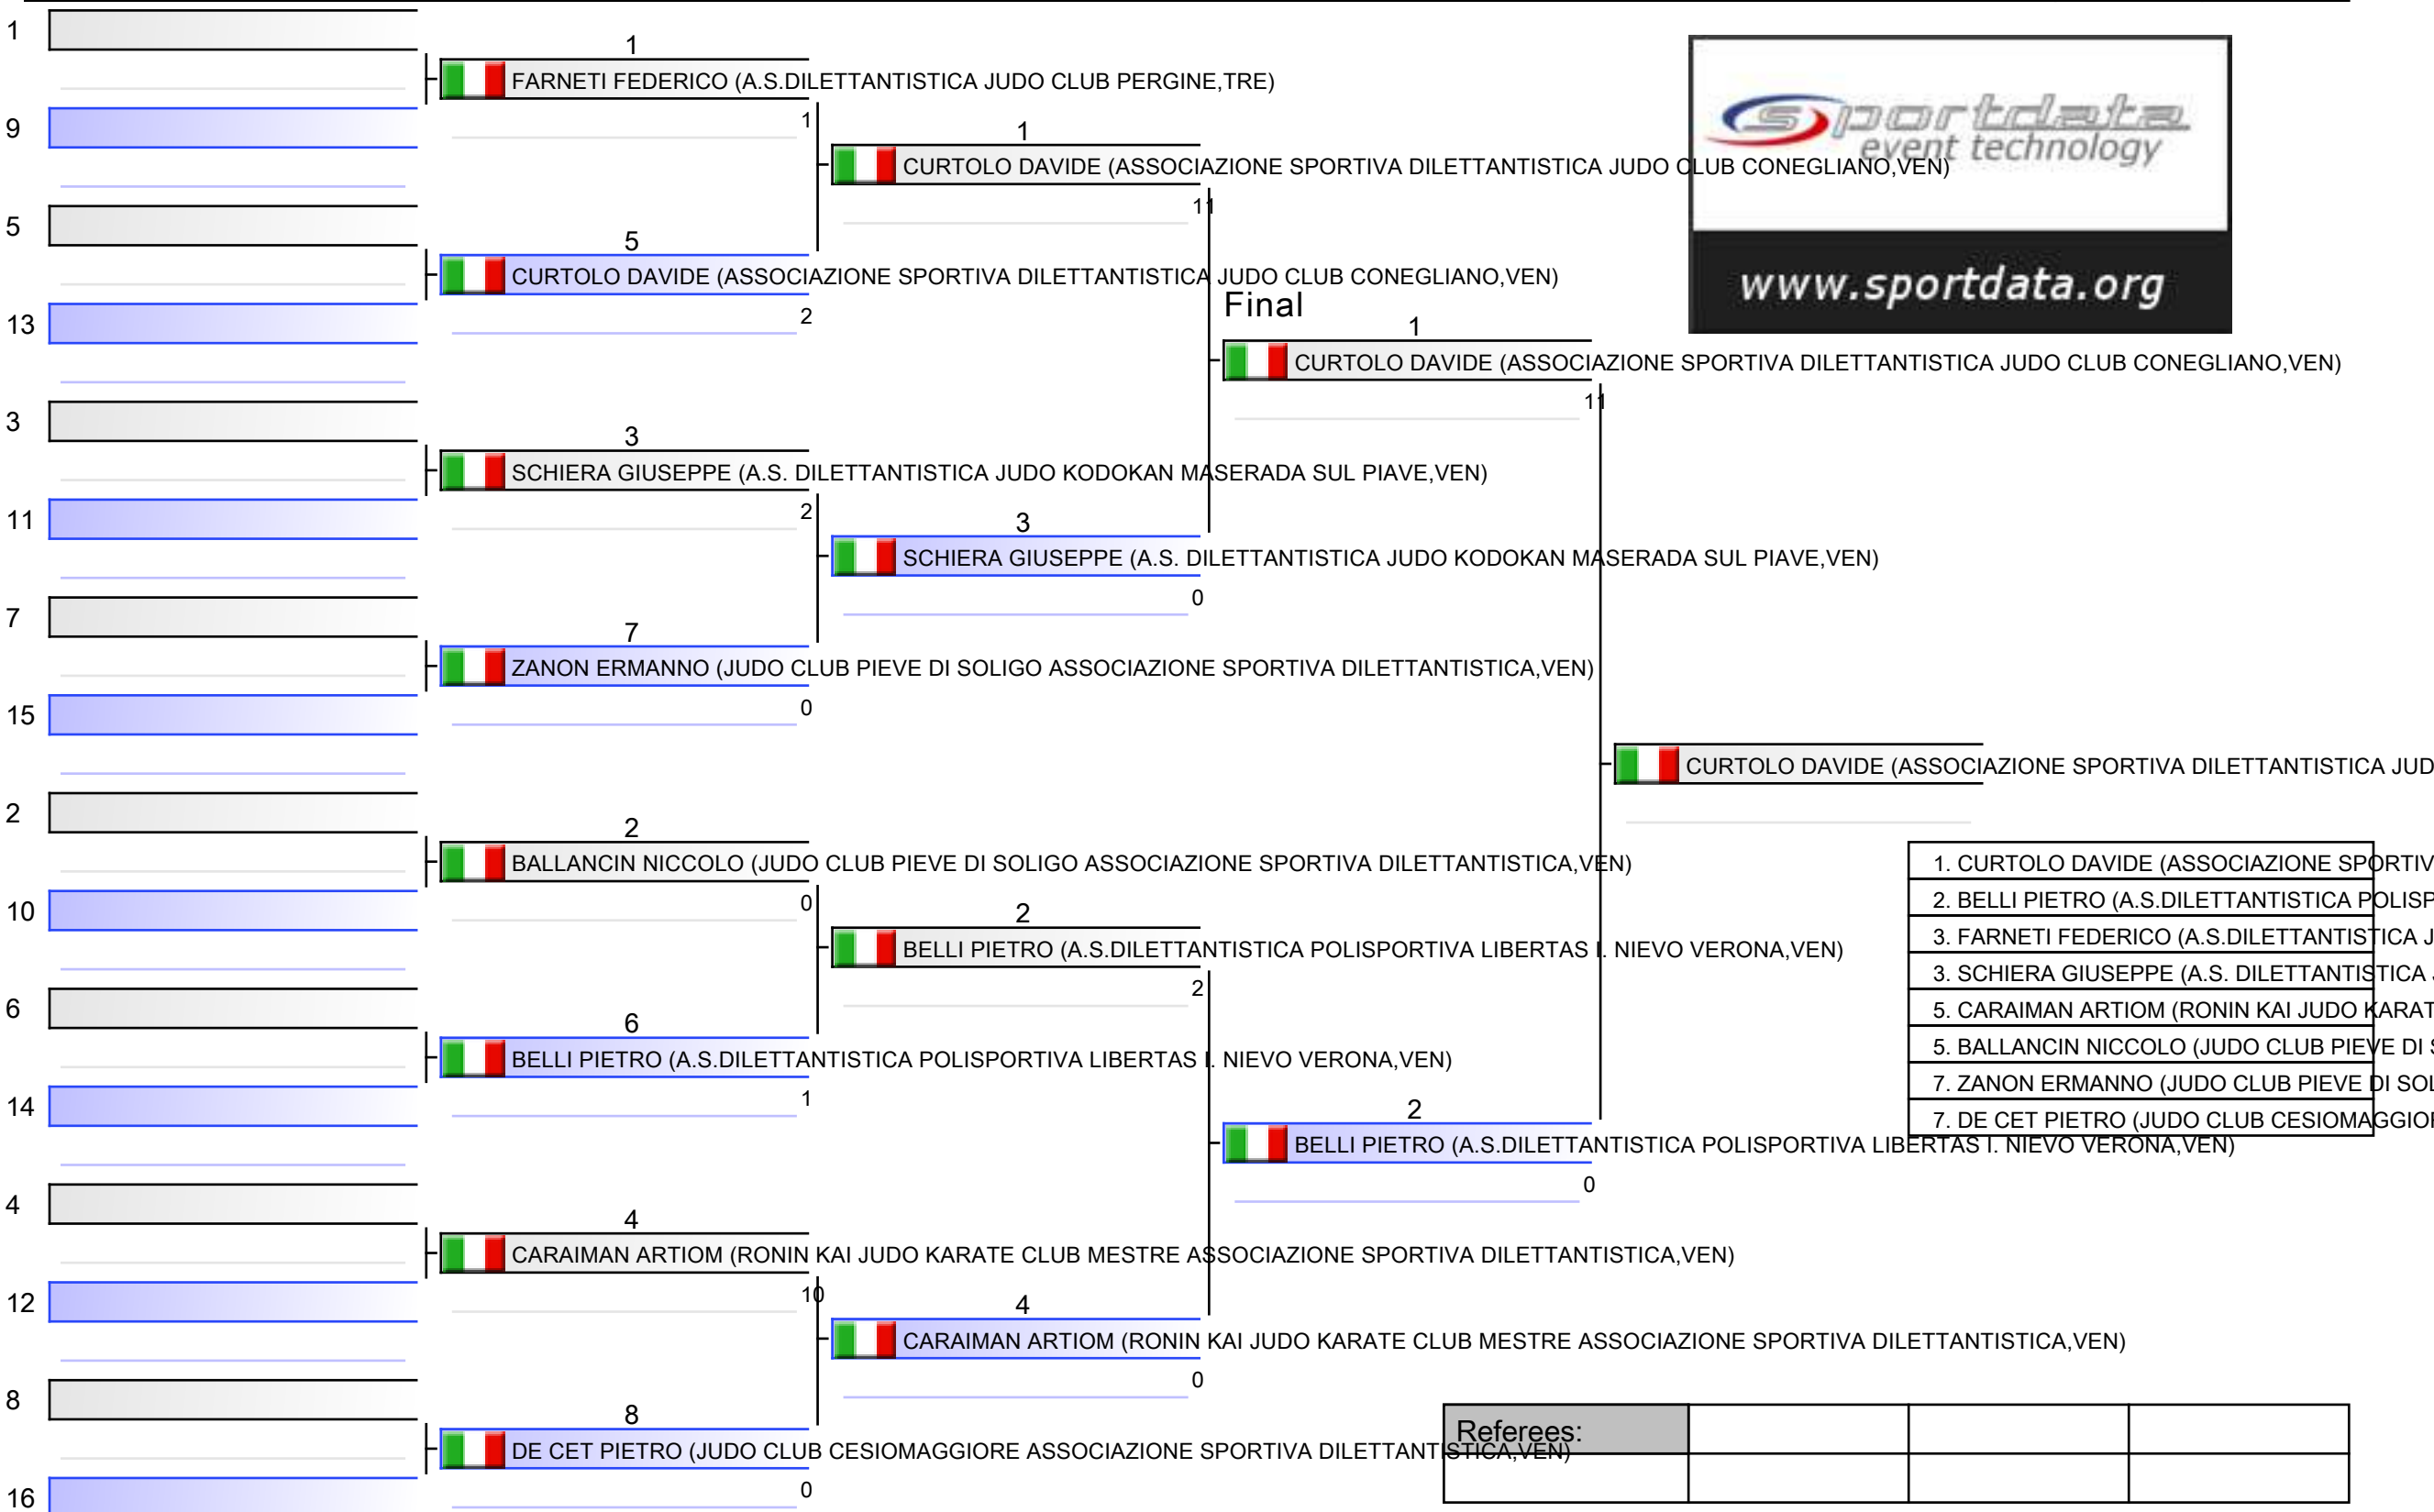 1
9
5
13
3
11
7
15
2
10
6
14
4
12
8
16
1
FARNETI FEDERICO (A.S.DILETTANTISTICA JUDO CLUB PERGINE,TRE)
1
5
CURTOLO DAVIDE (ASSOCIAZIONE SPORTIVA DILETTANTISTICA JUDO CLUB CONEGLIANO,VEN)
2
3
SCHIERA GIUSEPPE (A.S. DILETTANTISTICA JUDO KODOKAN MASERADA SUL PIAVE,VEN)
2
7
ZANON ERMANNO (JUDO CLUB PIEVE DI SOLIGO ASSOCIAZIONE SPORTIVA DILETTANTISTICA,VEN)
0
2
BALLANCIN NICCOLO (JUDO CLUB PIEVE DI SOLIGO ASSOCIAZIONE SPORTIVA DILETTANTISTICA,VEN)
0
6
BELLI PIETRO (A.S.DILETTANTISTICA POLISPORTIVA LIBERTAS I. NIEVO VERONA,VEN)
1
4
CARAIMAN ARTIOM (RONIN KAI JUDO KARATE CLUB MESTRE ASSOCIAZIONE SPORTIVA DILETTANTISTICA,VEN)
10
8
DE CET PIETRO (JUDO CLUB CESIOMAGGIORE ASSOCIAZIONE SPORTIVA DILETTANTISTICA,VEN)
0
1
CURTOLO DAVIDE (ASSOCIAZIONE SPORTIVA DILETTANTISTICA JUDO CLUB CONEGLIANO,VEN)
11
3
SCHIERA GIUSEPPE (A.S. DILETTANTISTICA JUDO KODOKAN MASERADA SUL PIAVE,VEN)
0
2
BELLI PIETRO (A.S.DILETTANTISTICA POLISPORTIVA LIBERTAS I. NIEVO VERONA,VEN)
2
4
CARAIMAN ARTIOM (RONIN KAI JUDO KARATE CLUB MESTRE ASSOCIAZIONE SPORTIVA DILETTANTISTICA,VEN)
0
Final
1
CURTOLO DAVIDE (ASSOCIAZIONE SPORTIVA DILETTANTISTICA JUDO CLUB CONEGLIANO,VEN)
11
2
BELLI PIETRO (A.S.DILETTANTISTICA POLISPORTIVA LIBERTAS I. NIEVO VERONA,VEN)
0
CURTOLO DAVIDE (ASSOCIAZIONE SPORTIVA DILETTANTISTICA JUD
sportdata
event technology
www.sportdata.org
1. CURTOLO DAVIDE (ASSOCIAZIONE SPORTIV
2. BELLI PIETRO (A.S.DILETTANTISTICA POLISP
3. FARNETI FEDERICO (A.S.DILETTANTISTICA J
3. SCHIERA GIUSEPPE (A.S. DILETTANTISTICA
5. CARAIMAN ARTIOM (RONIN KAI JUDO KARAT
5. BALLANCIN NICCOLO (JUDO CLUB PIEVE DI
7. ZANON ERMANNO (JUDO CLUB PIEVE DI SOL
7. DE CET PIETRO (JUDO CLUB CESIOMAGGIOR
Referees: